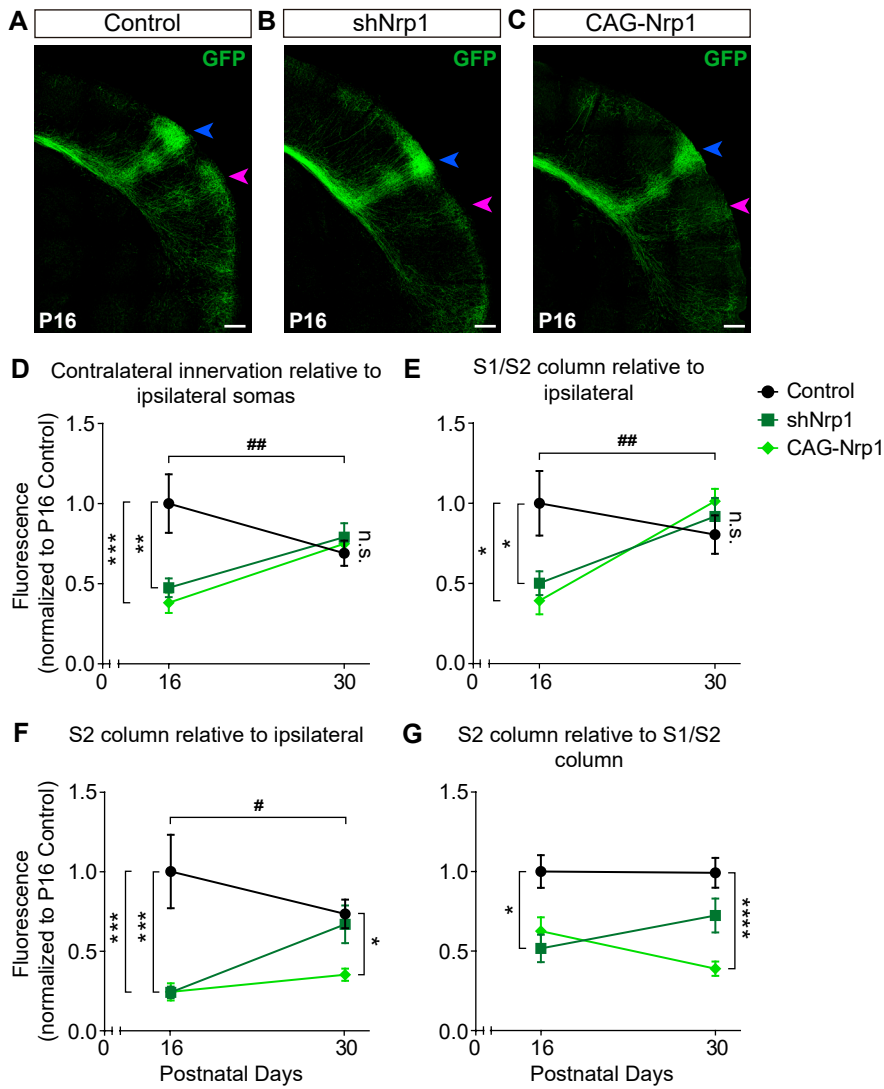 A Control
B shNrp1
C CAG-Nrp1
GFP
GFP
GFP
P16
P16
P16
D Contralateral innervation relative to
ipsilateral somas
E S1/S2 column relative to
ipsilateral
Control
shNrp1
CAG-Nrp1
Fluorescence
(normalized to P16 Control)
1.5
1.0
0.5
0.0
0
16
30
##
***
**
n.s.
1.5
1.0
0.5
0.0
0
16
30
##
*
*
n.s.
F S2 column relative to ipsilateral
G S2 column relative to S1/S2
column
Fluorescence
(normalized to P16 Control)
1.5
1.0
0.5
0.0
0
16
30
#
***
***
*
Postnatal Days
1.5
1.0
0.5
0.0
0
16
30
*
****
Postnatal Days